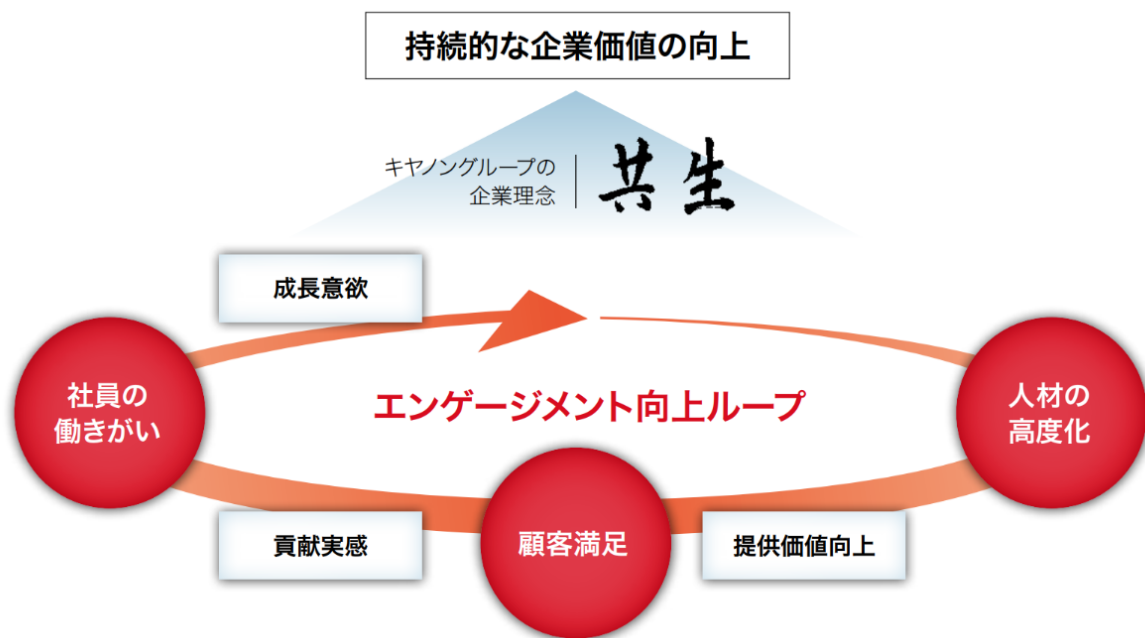 持続的な企業価値の向上
キヤノングループの
企業理念
共生
成長意欲
社員の
働きがい
エンゲージメント向上ループ
人材の
高度化
貢献実感
顧客満足
提供価値向上